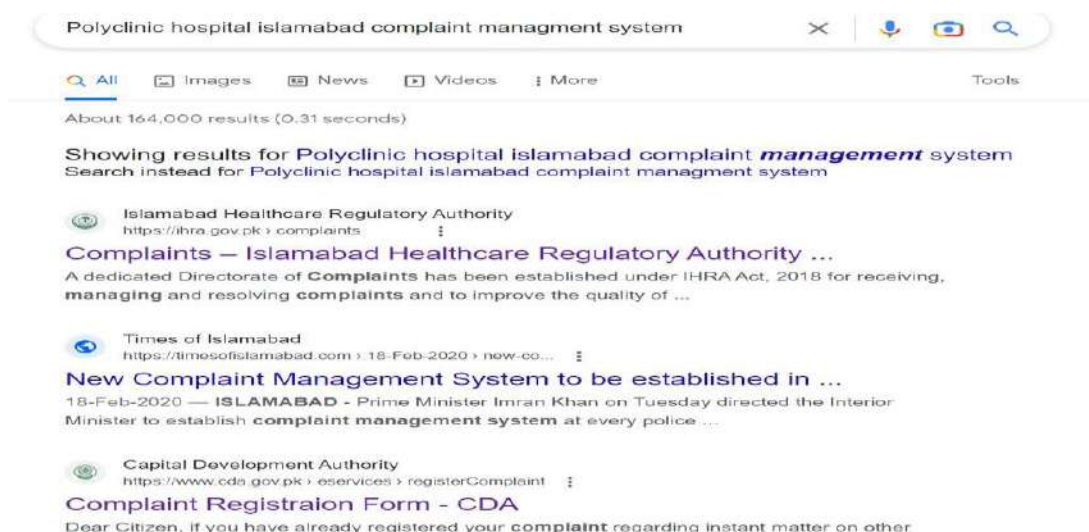 Polyclinic hospital islamabad complaint managment system
All Images News Videos More Tools
About 164,000 results (0.31 seconds)
Showing results for Polyclinic hospital islamabad complaint management system
Search instead for Polyclinic hospital islamabad complaint managment system
Islamabad Healthcare Regulatory Authority
https://ihra.gov.pk › complaints
Complaints – Islamabad Healthcare Regulatory Authority ...
A dedicated Directorate of Complaints has been established under IHRA Act, 2018 for receiving,
managing and resolving complaints and to improve the quality of ...
Times of Islamabad
https://timesofislamabad.com › 18-Feb-2020 › new-co...
New Complaint Management System to be established in ...
18-Feb-2020 — ISLAMABAD - Prime Minister Imran Khan on Tuesday directed the Interior
Minister to establish complaint management system at every police ...
Capital Development Authority
https://www.cda.gov.pk › eservices › registerComplaint
Complaint Registraion Form - CDA
Dear Citizen, if you have already registered your complaint regarding instant matter on other